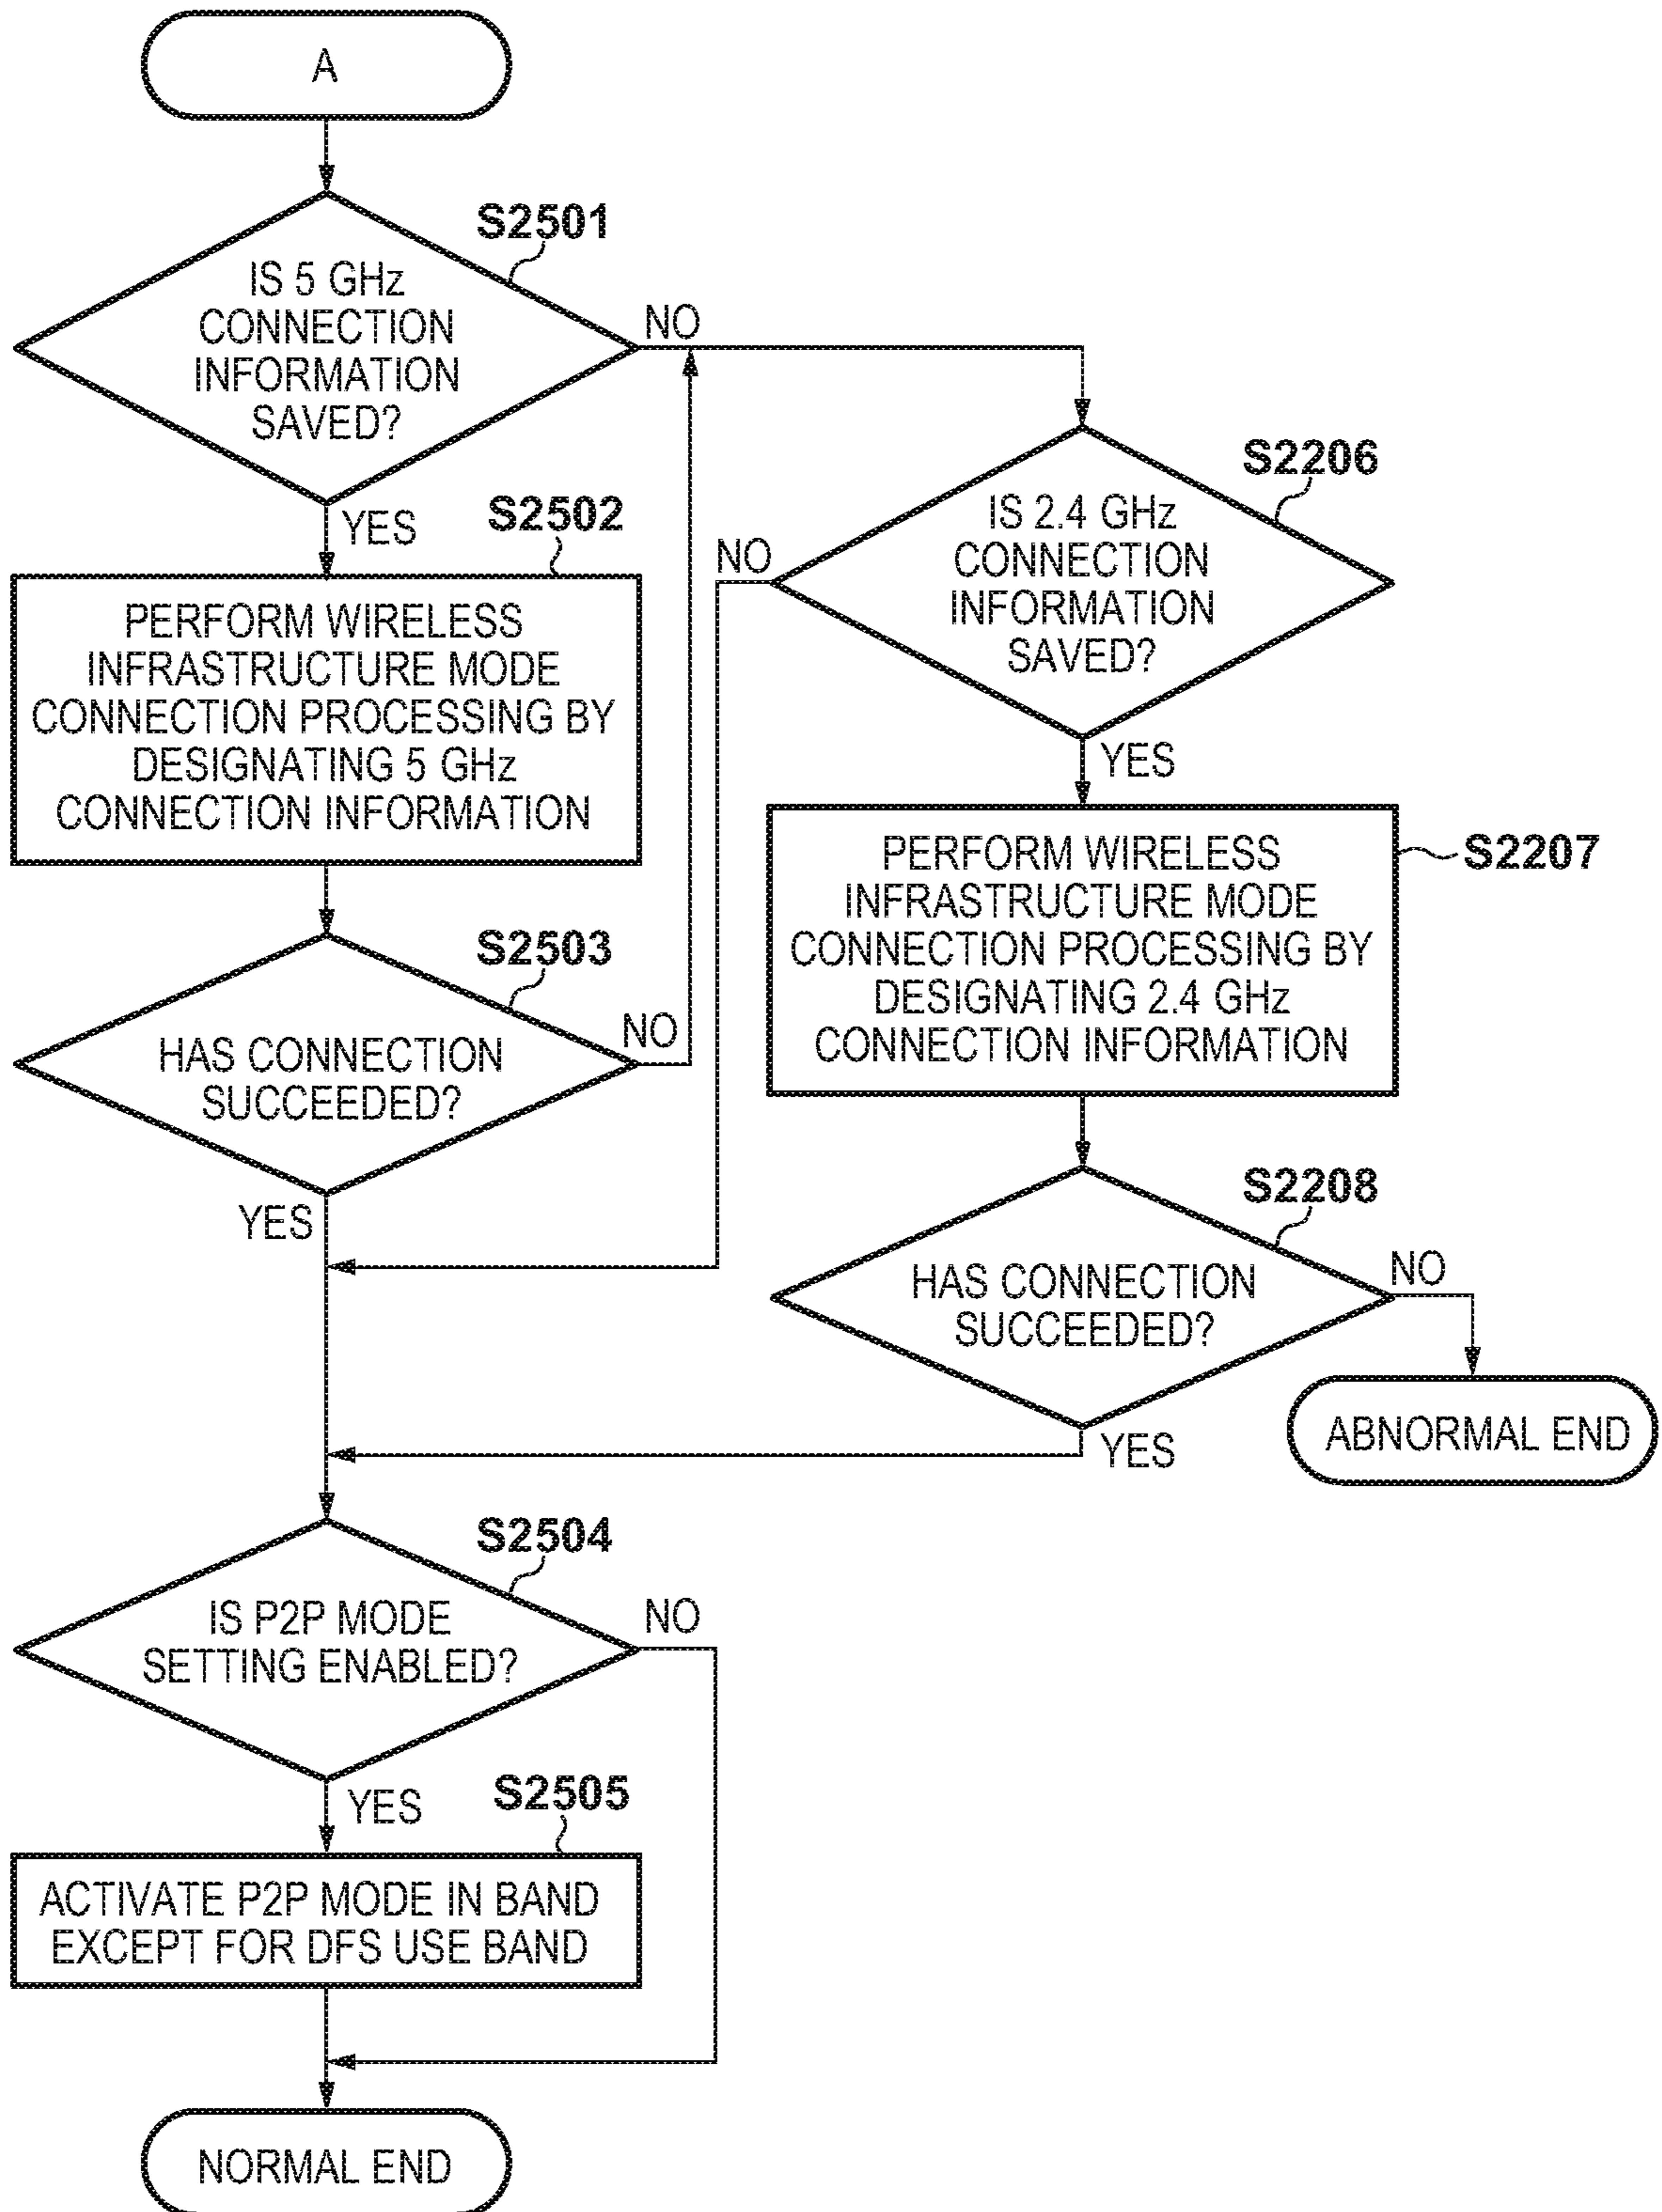 A
S2501
IS 5 GHz
CONNECTION
INFORMATION
SAVED?
NO
YES
S2502
PERFORM WIRELESS
INFRASTRUCTURE MODE
CONNECTION PROCESSING BY
DESIGNATING 5 GHz
CONNECTION INFORMATION
S2503
HAS CONNECTION
SUCCEEDED?
NO
YES
S2206
IS 2.4 GHz
CONNECTION
INFORMATION
SAVED?
NO
YES
S2207
PERFORM WIRELESS
INFRASTRUCTURE MODE
CONNECTION PROCESSING BY
DESIGNATING 2.4 GHz
CONNECTION INFORMATION
S2208
HAS CONNECTION
SUCCEEDED?
NO
YES
ABNORMAL END
S2504
IS P2P MODE
SETTING ENABLED?
NO
YES
S2505
ACTIVATE P2P MODE IN BAND
EXCEPT FOR DFS USE BAND
NORMAL END